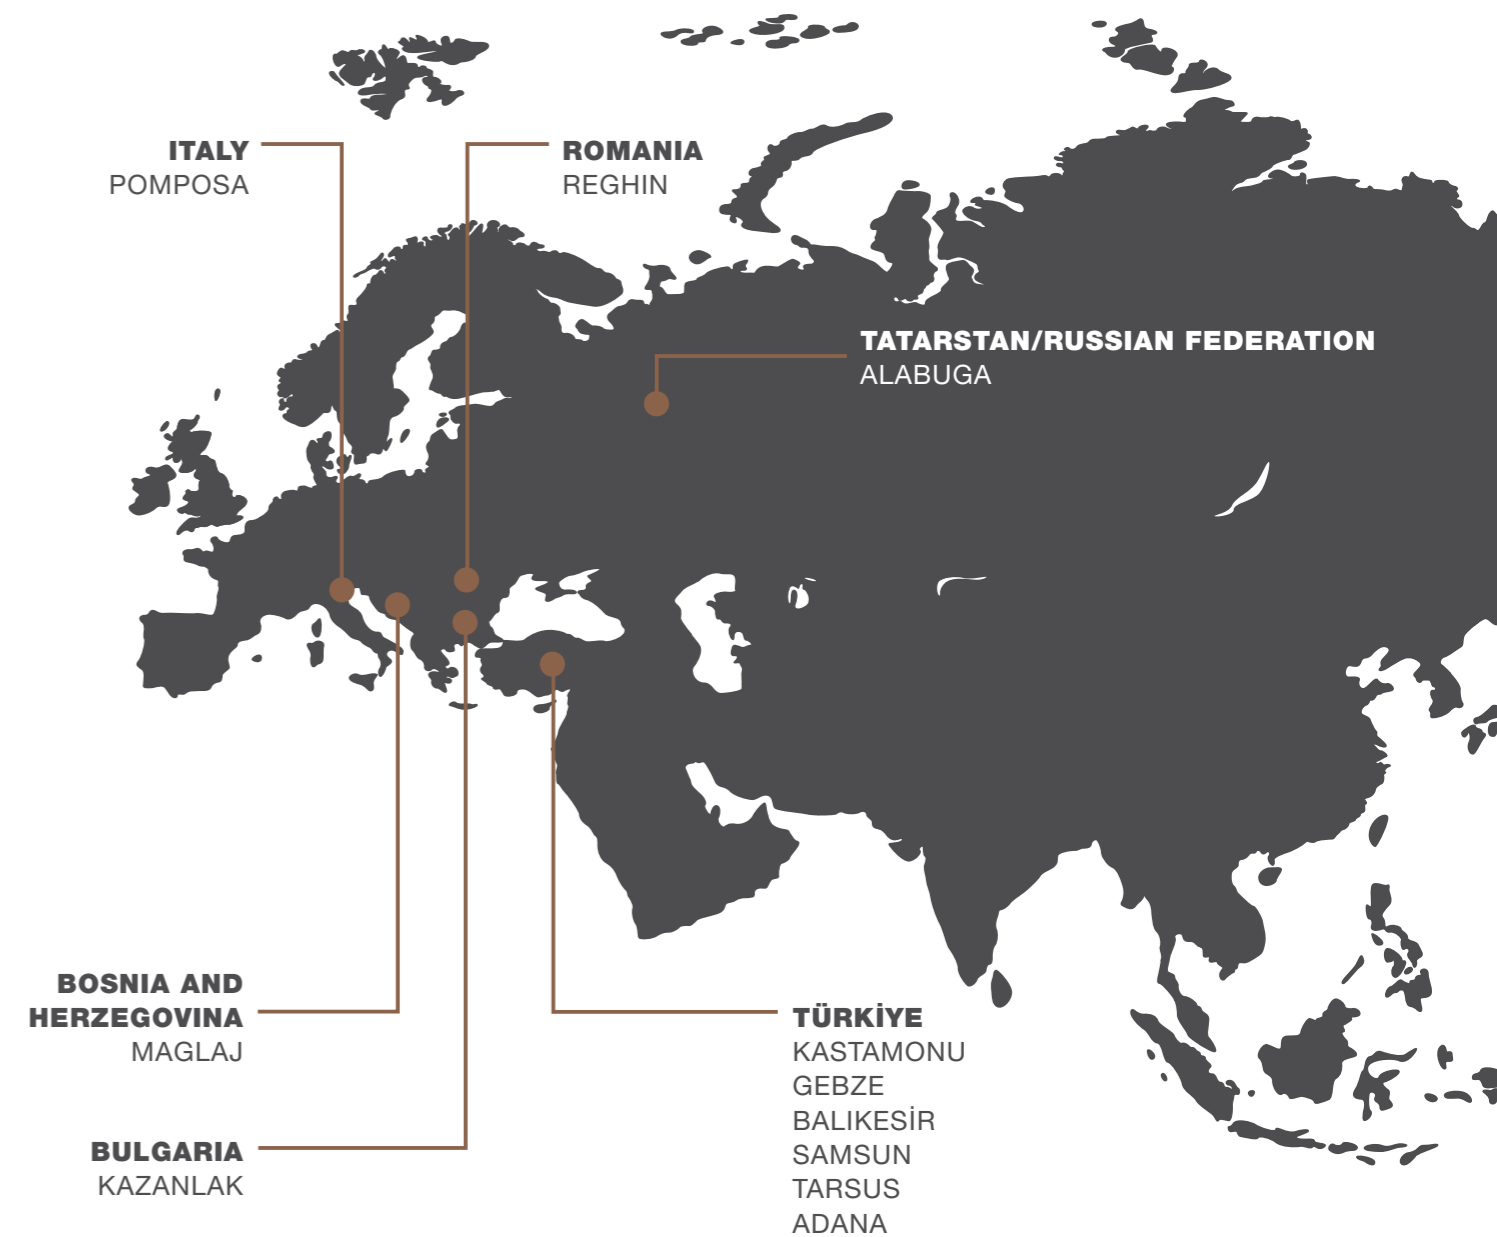 ITALY
POMPOSA
ROMANIA
REGHIN
TATARSTAN/RUSSIAN FEDERATION
ALABUGA
BOSNIA AND
HERZEGOVINA
MAGLAJ
BULGARIA
KAZANLAK
TÜRKİYE
KASTAMONU
GEBZE
BALIKESİR
SAMSUN
TARSUS
ADANA